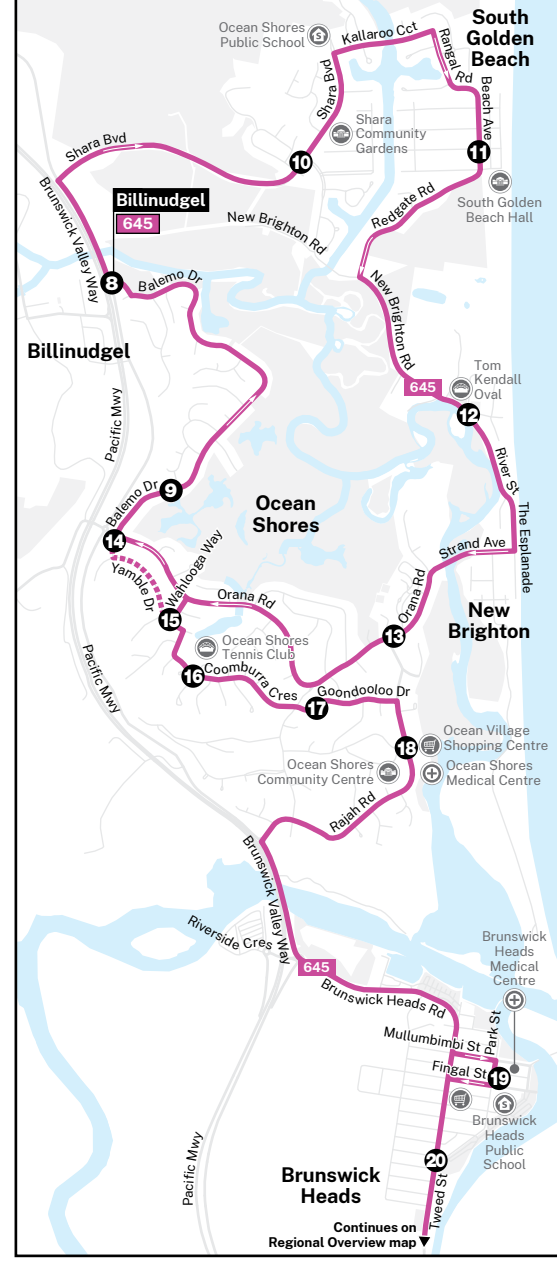 South
Golden
Beach
Ocean Shores
Public School
Kallaroo Cct
Rangal Rd
Shara Bvd
Beach Ave
Shara
Community
Gardens
Shara Bvd
10
11
South Golden
Beach Hall
Brunswick Valley Way
Billinudgel
645
New Brighton Rd
Redgate Rd
8
Balemo Dr
New Brighton Rd
Billinudgel
645
Tom
Kendall
Oval
12
Pacific Mwy
River St
9
Balemo Dr
Ocean
Shores
The Esplanade
14
Wahlooga Way
Strand Ave
Yamble Dr
Orana Rd
Orana Rd
New
Brighton
15
13
Ocean Shores
Tennis Club
Pacific Mwy
16
Coomburra Cres
Goondooloo Dr
17
18
Ocean Village
Shopping Centre
Ocean Shores
Community Centre
Ocean Shores
Medical Centre
Rajah Rd
Brunswick Valley Way
Riverside Cres
645
Brunswick
Heads
Medical
Centre
Brunswick Heads Rd
Park St
Mullumbimbi St
Fingal St
19
Brunswick
Heads
Public
School
Pacific Mwy
20
Brunswick
Heads
Tweed St
Continues on
Regional Overview map